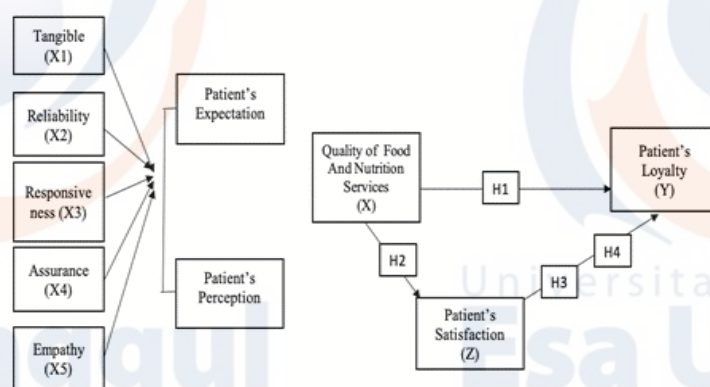 Tangible
(X1)
Reliability
(X2)
Responsive
ness (X3)
Assurance
(X4)
Empathy
(X5)
Patient's
Expectation
Patient's
Perception
Quality of Food
And Nutrition
Services
(X)
H1
H2
Patient's
Satisfaction
(Z)
H3
H4
Patient's
Loyalty
(Y)
Universita
Esa U
ggul